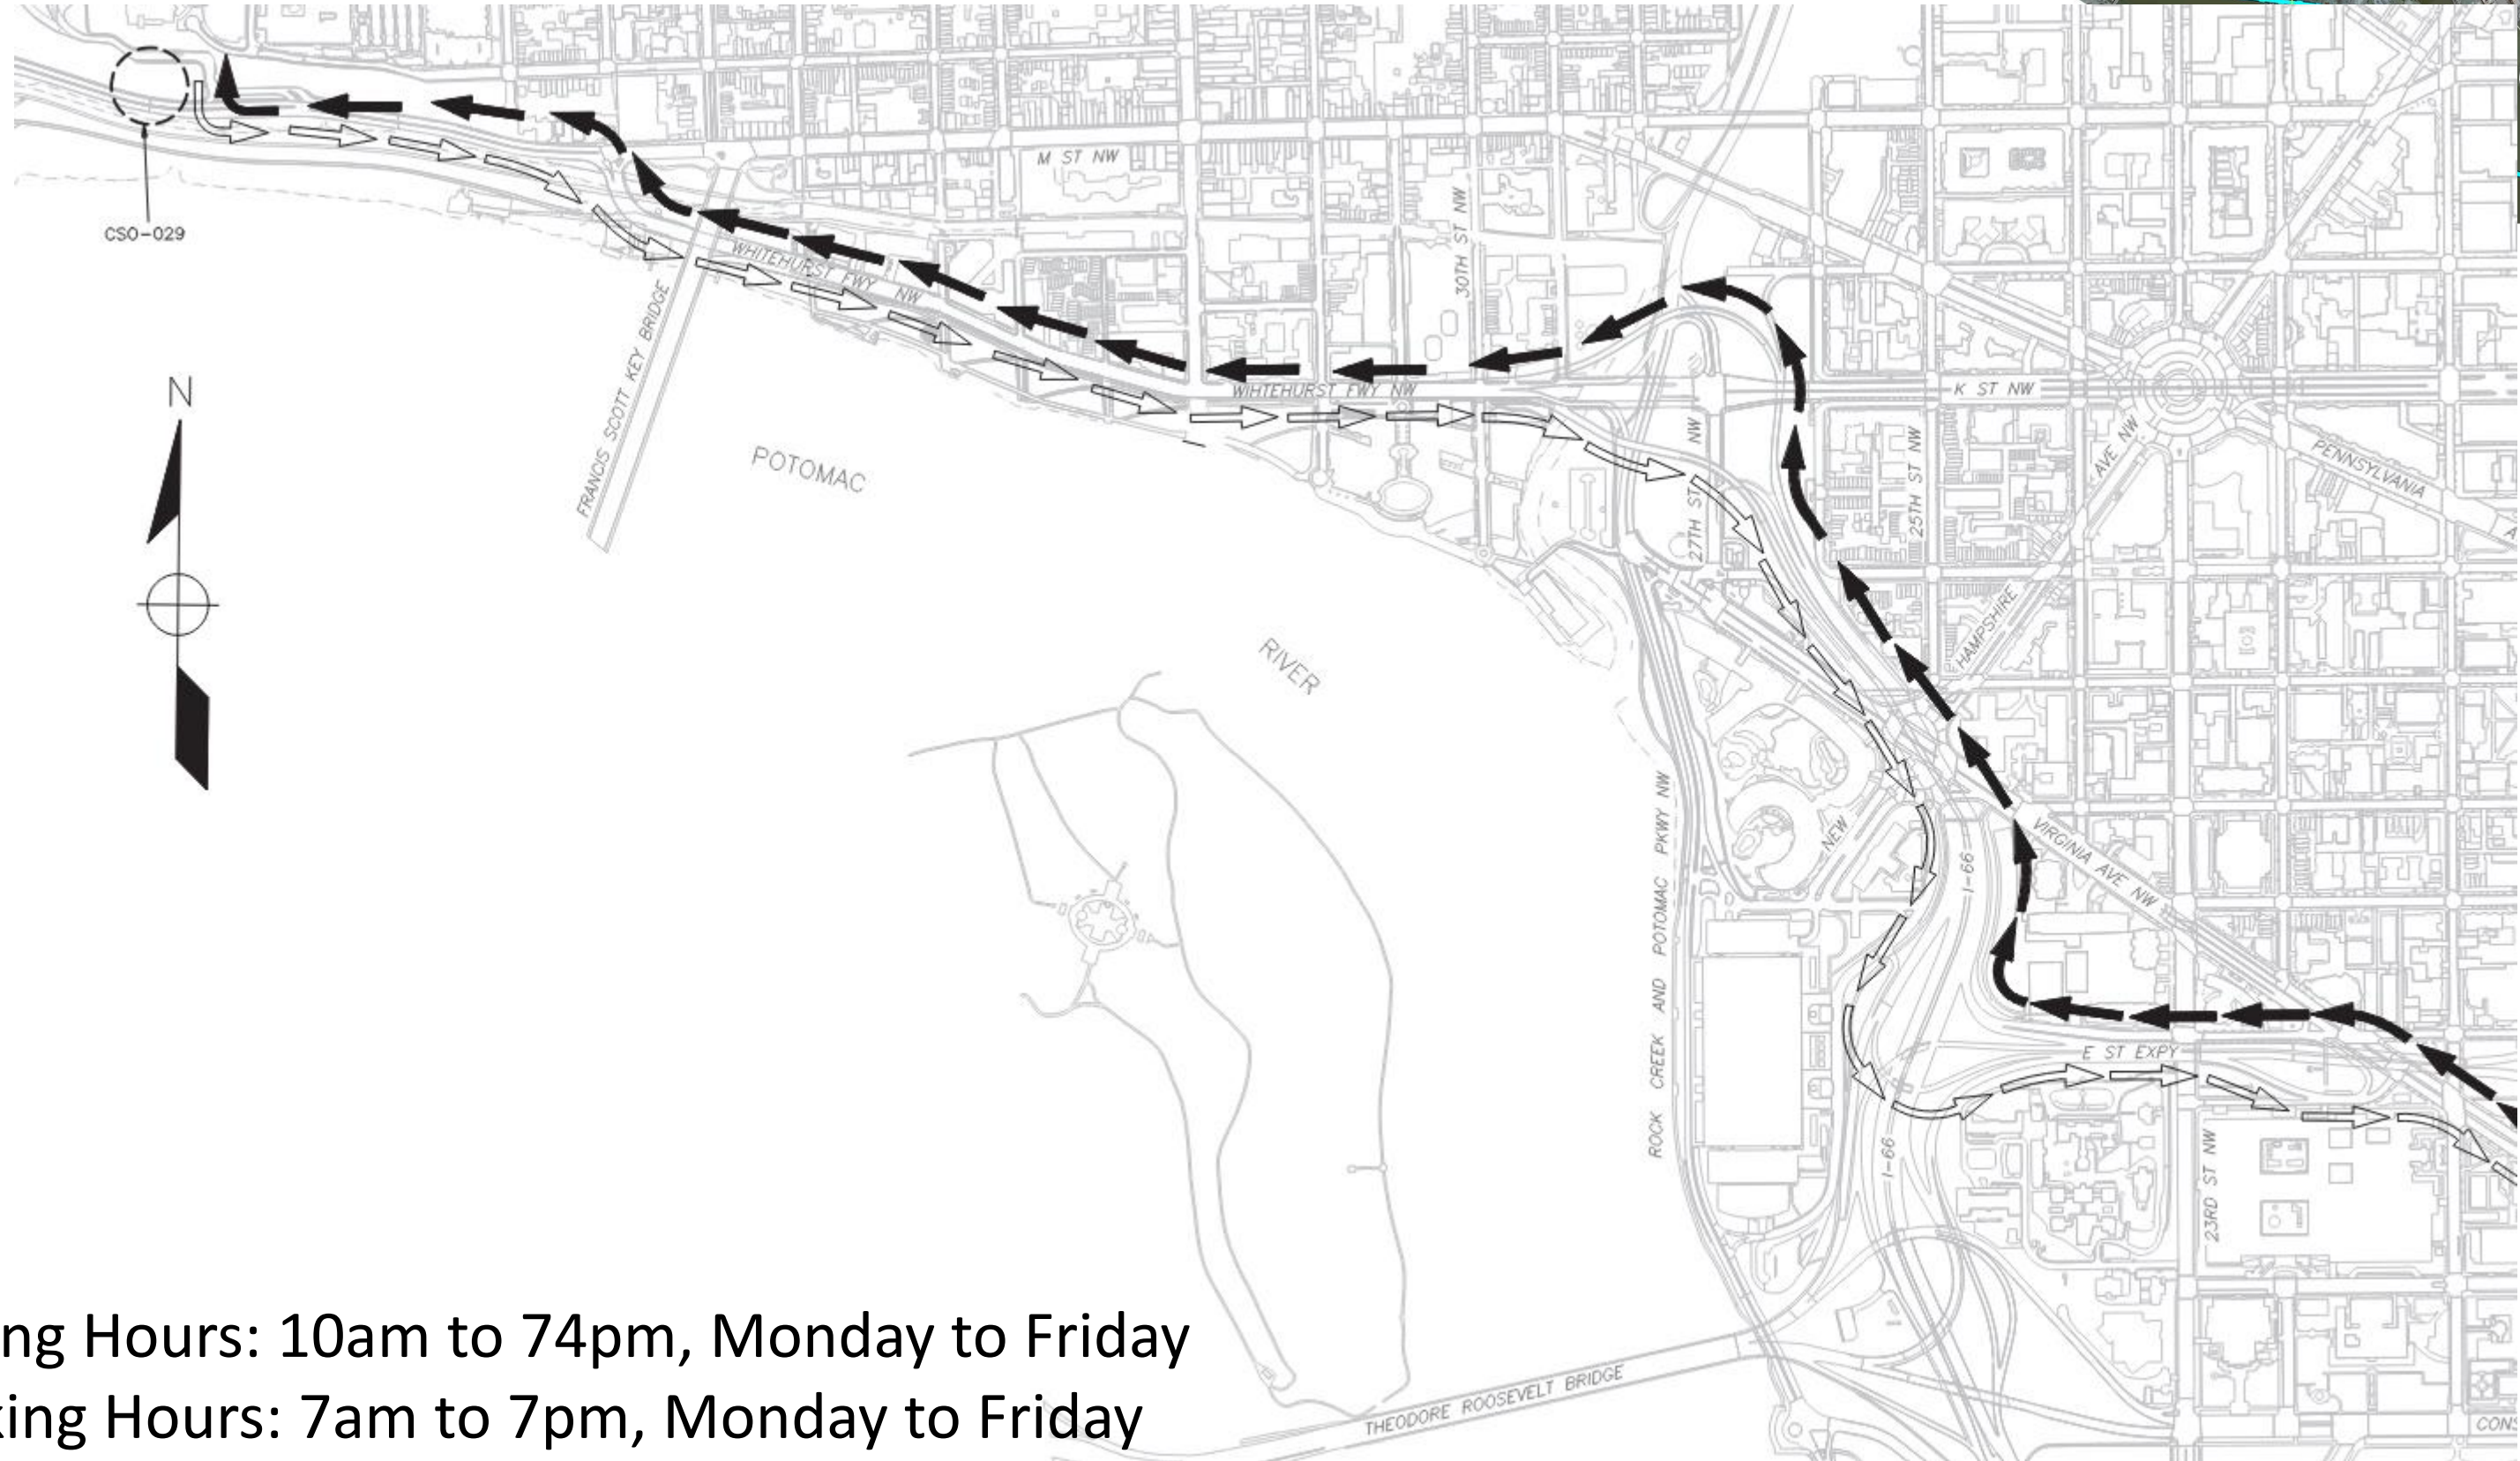 M ST NW
CSO-029
WHITEHURST FWY NW
30TH ST NW
FRANCIS SCOTT KEY BRIDGE
N
WIHTEHURST FWY NW
K ST NW
POTOMAC
27TH ST NW
25TH ST NW
AVE NW
PENNSYLVANIA
A
HAMPSHIRE
RIVER
NEW
ROCK CREEK AND POTOMAC PKWY NW
I-66
VIRGINIA AVE NW
E ST EXPY
I-66
23RD ST NW
ng Hours: 10am to 74pm, Monday to Friday
king Hours: 7am to 7pm, Monday to Friday
THEODORE ROOSEVELT BRIDGE
CONS